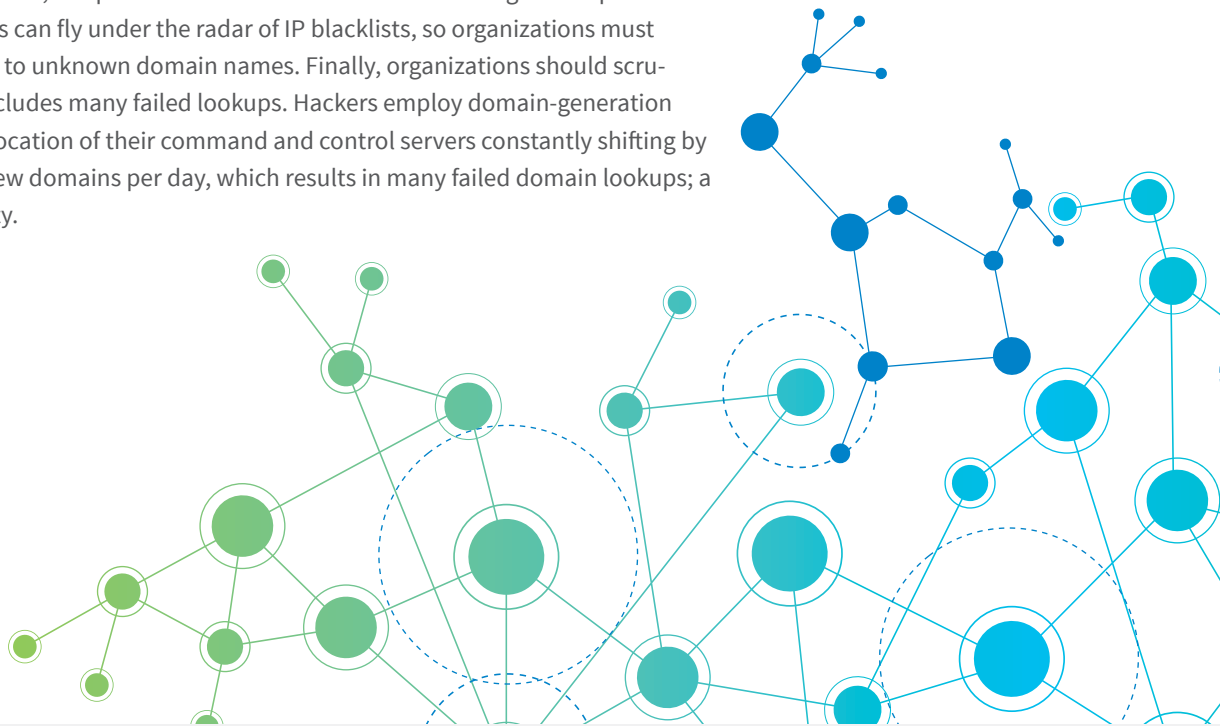 s can fly under the radar of IP blacklists, so organizations must
to unknown domain names. Finally, organizations should scru-
cludes many failed lookups. Hackers employ domain-generation
ocation of their command and control servers constantly shifting by
ew domains per day, which results in many failed domain lookups; a
y.